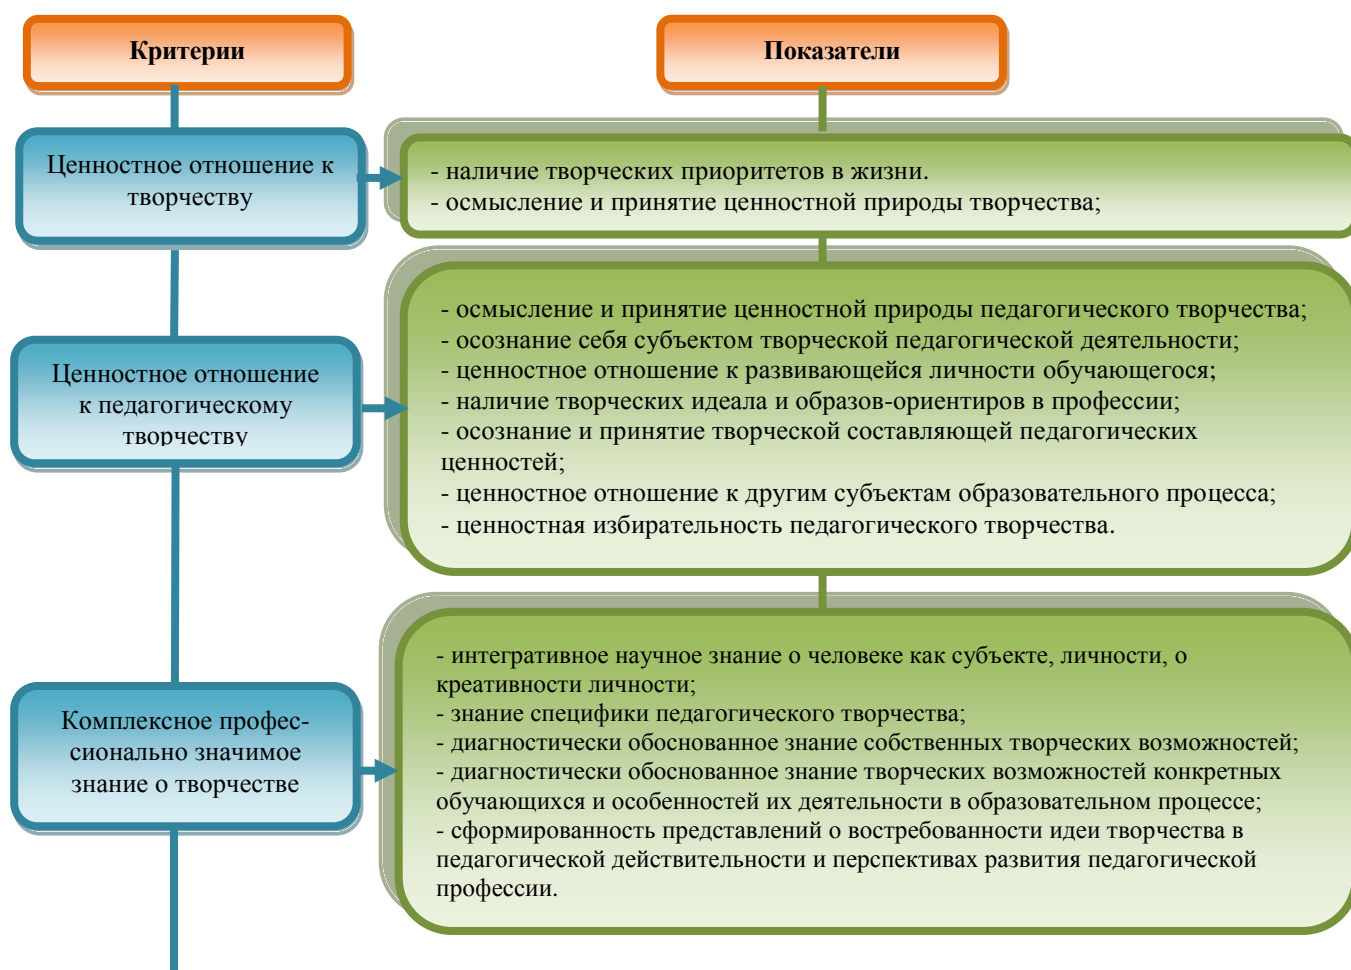 Критерии
Показатели
Ценностное отношение к
творчеству
- наличие творческих приоритетов в жизни.
- осмысление и принятие ценностной природы творчества;
Ценностное отношение
к педагогическому
творчеству
- осмысление и принятие ценностной природы педагогического творчества;
- осознание себя субъектом творческой педагогической деятельности;
- ценностное отношение к развивающейся личности обучающегося;
- наличие творческих идеала и образов-ориентиров в профессии;
- осознание и принятие творческой составляющей педагогических
ценностей;
- ценностное отношение к другим субъектам образовательного процесса;
- ценностная избирательность педагогического творчества.
Комплексное профес-
сионально значимое
знание о творчестве
- интегративное научное знание о человеке как субъекте, личности, о
креативности личности;
- знание специфики педагогического творчества;
- диагностически обоснованное знание собственных творческих возможностей;
- диагностически обоснованное знание творческих возможностей конкретных
обучающихся и особенностей их деятельности в образовательном процессе;
- сформированность представлений о востребованности идеи творчества в
педагогической действительности и перспективах развития педагогической
профессии.